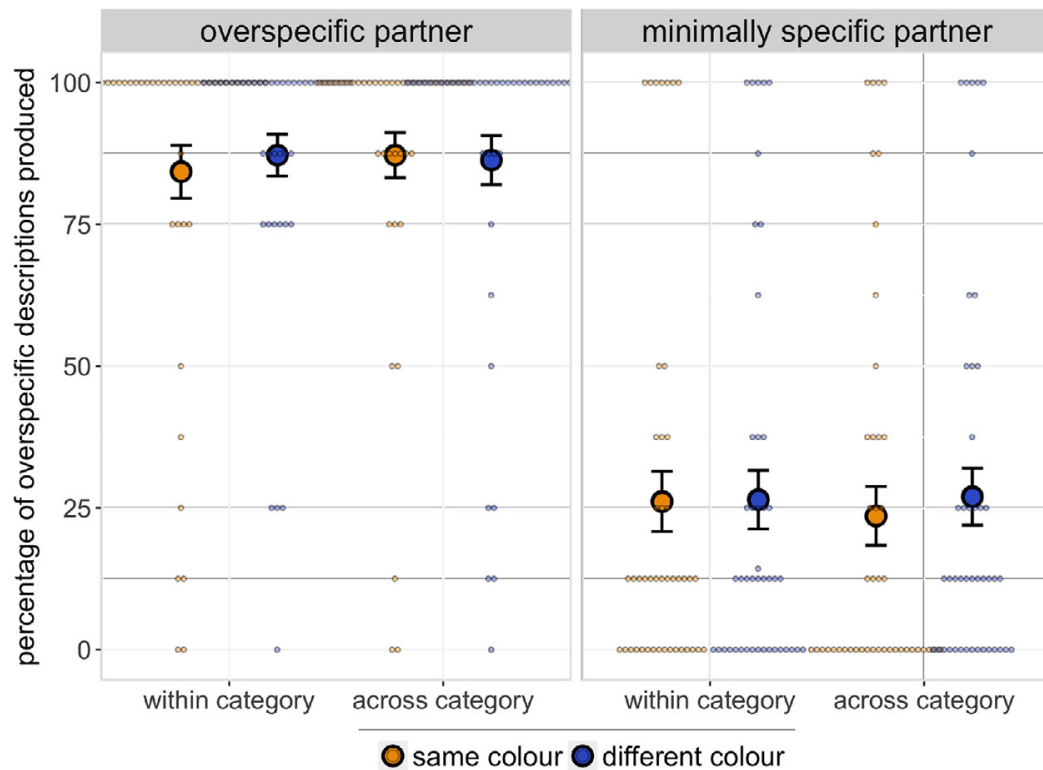 overspecific partner
minimally specific partner
percentage of overspecific descriptions produced
100
75
50
25
0
within category
across category
within category
across category
same colour
different colour